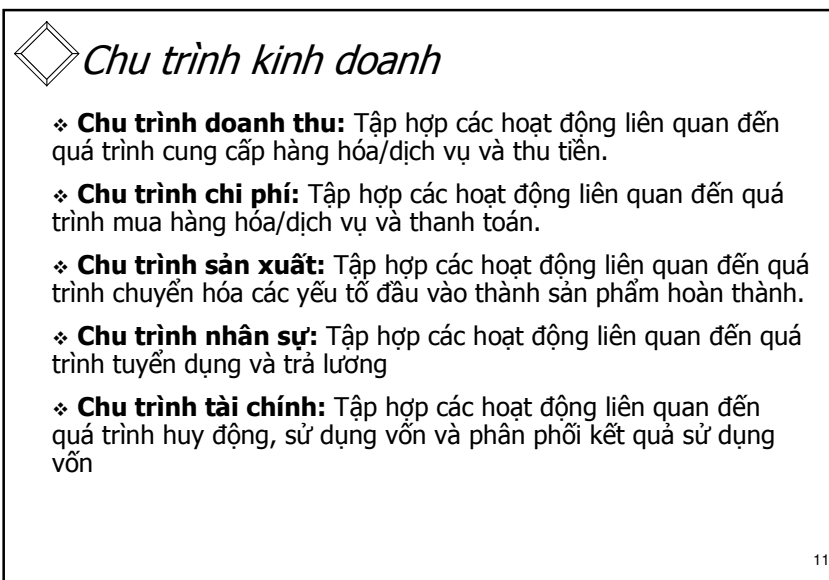 Chu trình kinh doanh
❖ Chu trình doanh thu: Tập hợp các hoạt động liên quan đến
quá trình cung cấp hàng hóa/dịch vụ và thu tiền.
❖ Chu trình chi phí: Tập hợp các hoạt động liên quan đến quá
trình mua hàng hóa/dịch vụ và thanh toán.
❖ Chu trình sản xuất: Tập hợp các hoạt động liên quan đến quá
trình chuyển hóa các yếu tố đầu vào thành sản phẩm hoàn thành.
❖ Chu trình nhân sự: Tập hợp các hoạt động liên quan đến quá
trình tuyển dụng và trả lương
❖ Chu trình tài chính: Tập hợp các hoạt động liên quan đến
quá trình huy động, sử dụng vốn và phân phối kết quả sử dụng
vốn
11